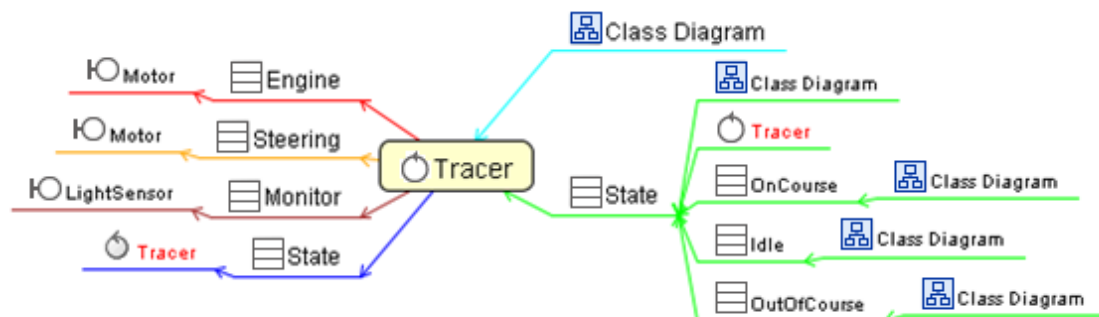 Class Diagram
Motor
Engine
Motor
Steering
LightSensor
Monitor
Tracer
State
Tracer
State
Class Diagram
Tracer
OnCourse
Class Diagram
Idle
Class Diagram
OutOfCourse
Class Diagram